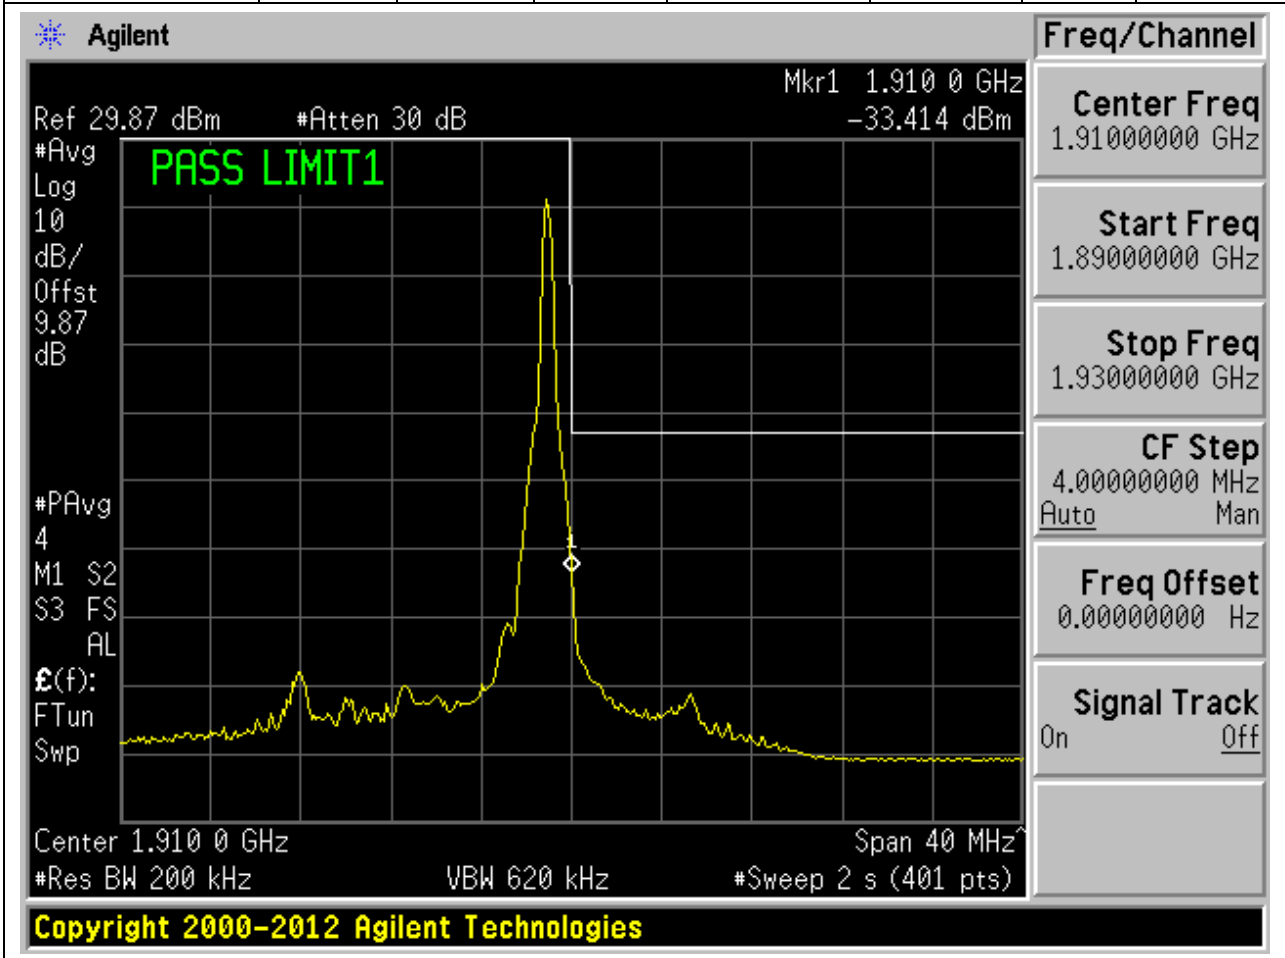 Agilent
Freq/Channel
Mkr1 1.910 0 GHz
Ref 29.87 dBm #Atten 30 dB -33.414 dBm
#Avg
Log
10
dB/
Offst
9.87
dB
PASS LIMIT1
#PAvg
4
M1 S2
S3 FS
AL
£(f):
FTun
Swp
1
Center 1.910 0 GHz Span 40 MHz^
#Res BW 200 kHz VBW 620 kHz #Sweep 2 s (401 pts)
Copyright 2000-2012 Agilent Technologies
Center Freq
1.91000000 GHz
Start Freq
1.89000000 GHz
Stop Freq
1.93000000 GHz
CF Step
4.00000000 MHz
Auto Man
Freq Offset
0.00000000 Hz
Signal Track
On Off